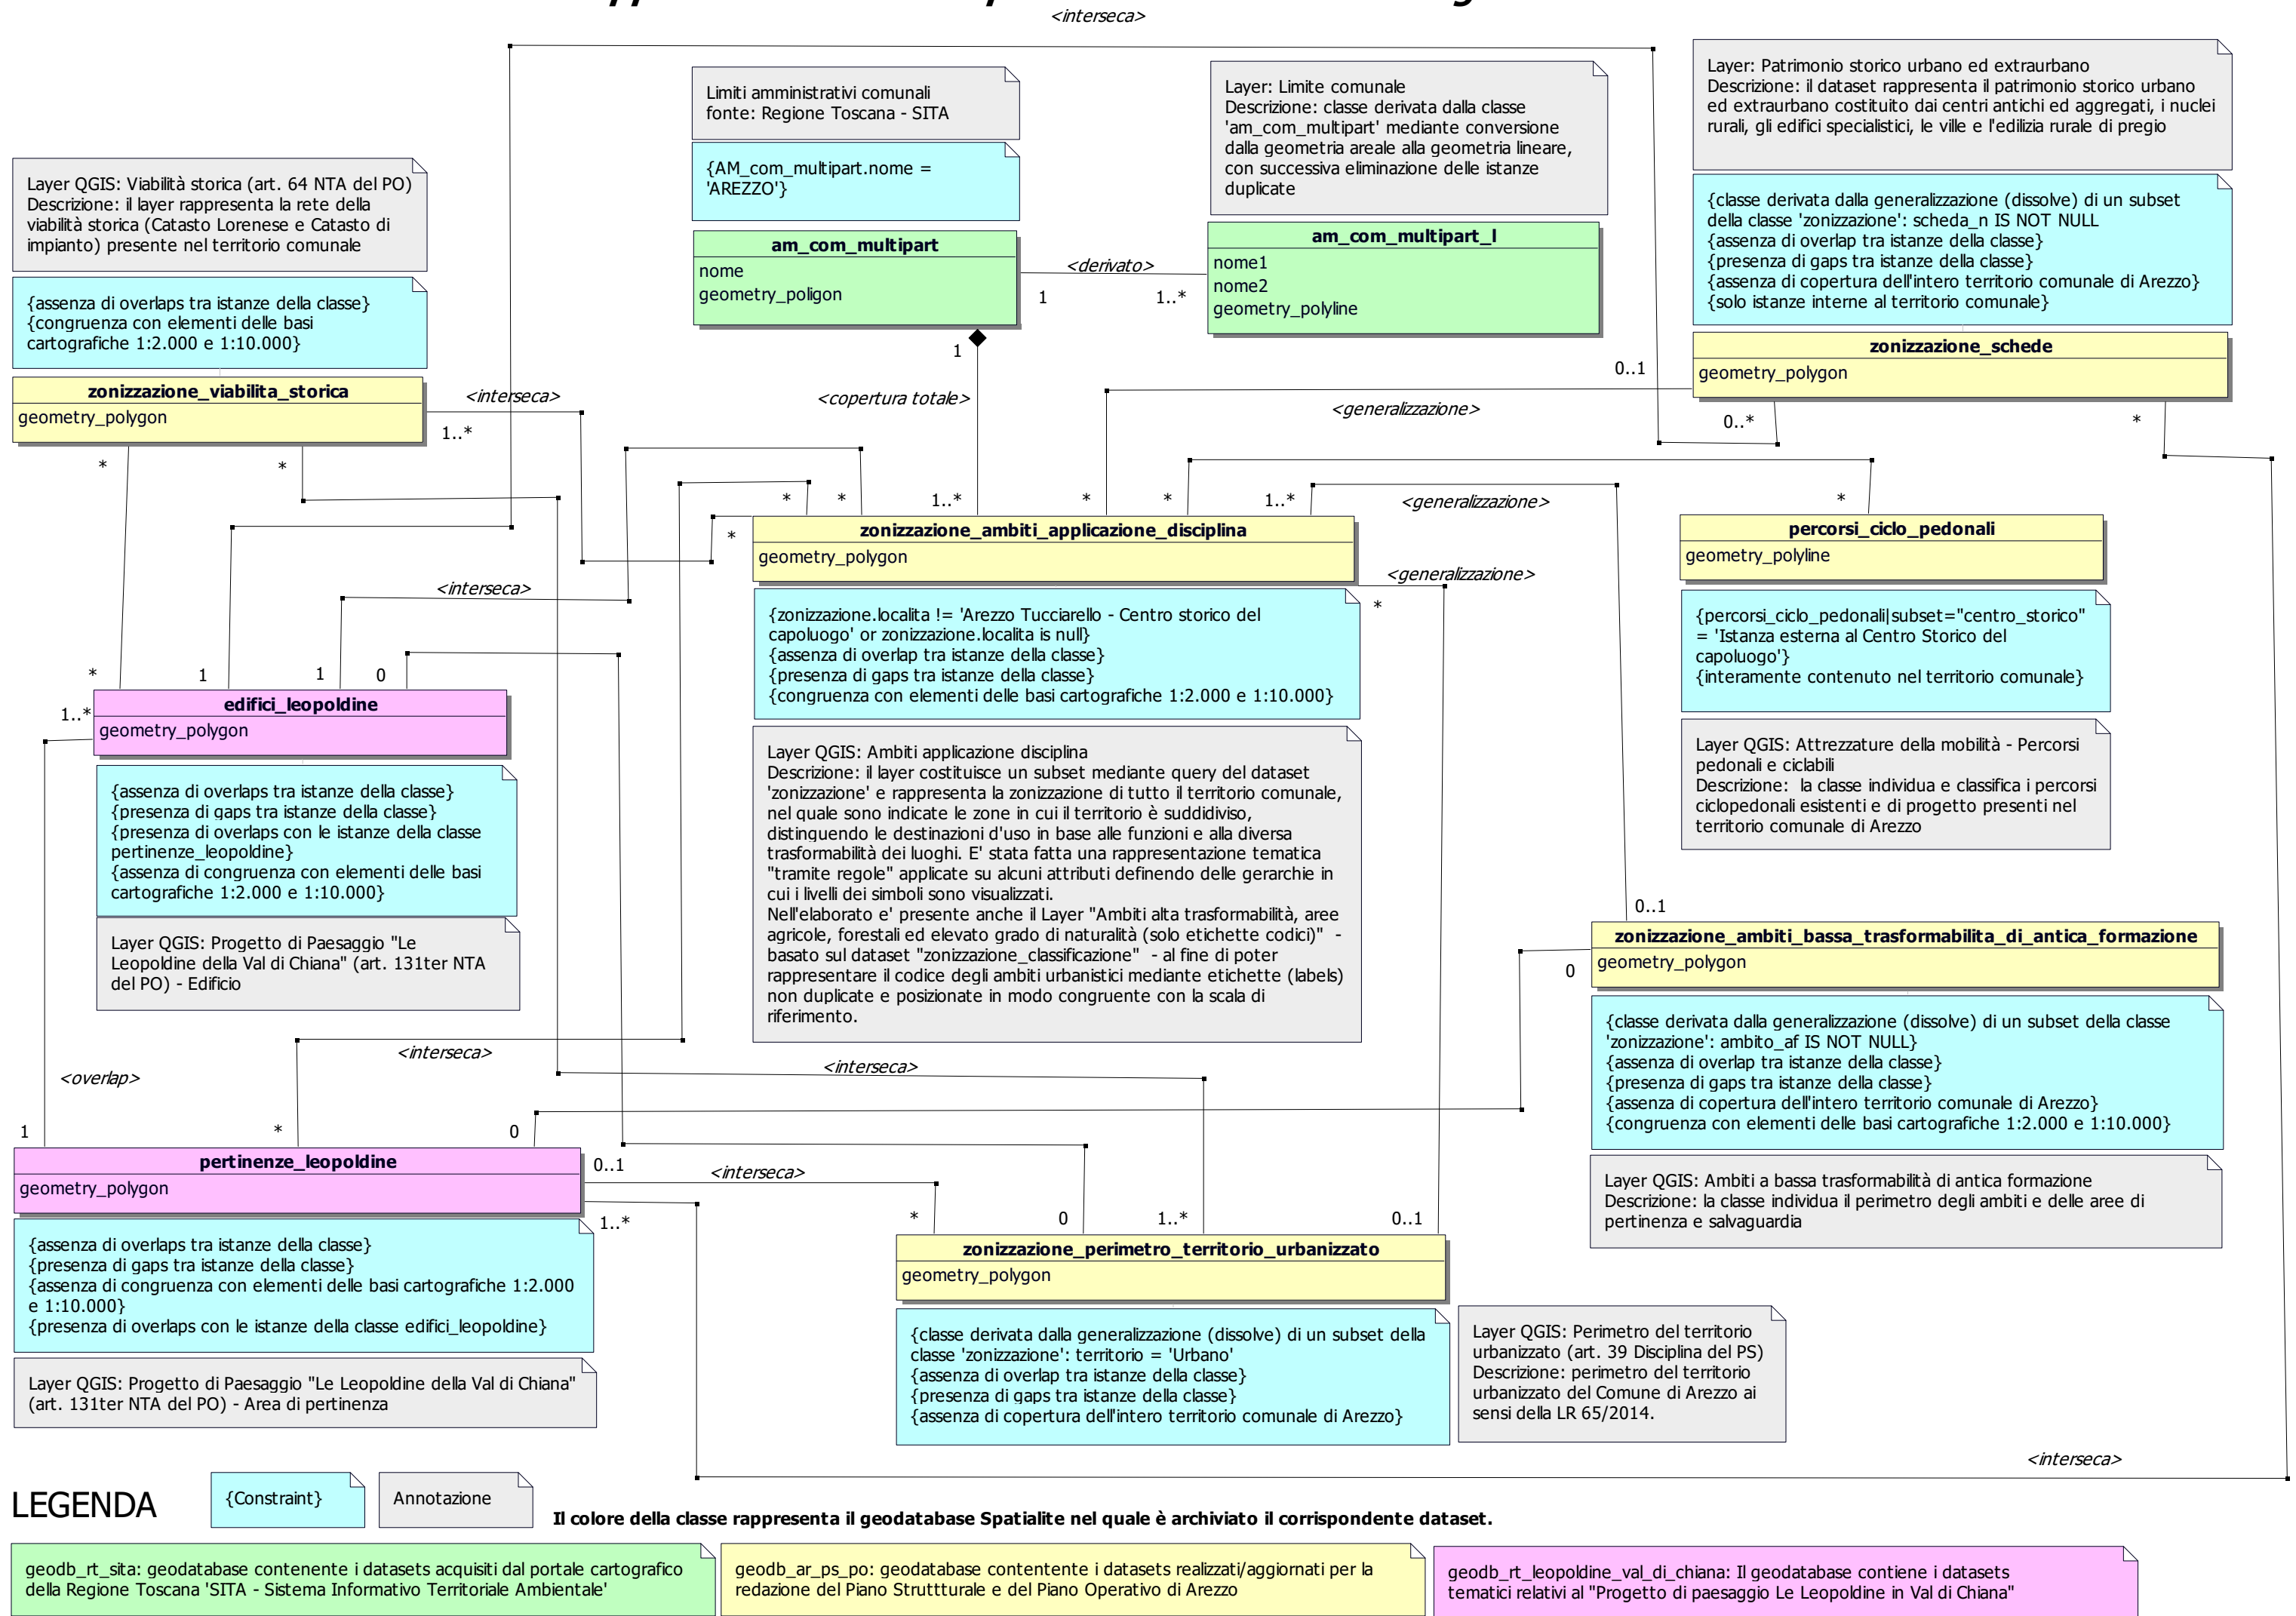 <interseca>
Limiti amministrativi comunali
fonte: Regione Toscana - SITA
{AM_com_multipart.nome =
'AREZZO'}
am_com_multipart
nome
geometry_poligon
Layer: Limite comunale
Descrizione: classe derivata dalla classe
'am_com_multipart' mediante conversione
dalla geometria areale alla geometria lineare,
con successiva eliminazione delle istanze
duplicate
am_com_multipart_l
nome1
nome2
geometry_polyline
<derivato>
1
1..*
Layer: Patrimonio storico urbano ed extraurbano
Descrizione: il dataset rappresenta il patrimonio storico urbano
ed extraurbano costituito dai centri antichi ed aggregati, i nuclei
rurali, gli edifici specialistici, le ville e l'edilizia rurale di pregio
{classe derivata dalla generalizzazione (dissolve) di un subset
della classe 'zonizzazione': scheda_n IS NOT NULL
{assenza di overlap tra istanze della classe}
{presenza di gaps tra istanze della classe}
{assenza di copertura dell'intero territorio comunale di Arezzo}
{solo istanze interne al territorio comunale}
zonizzazione_schede
geometry_polygon
0..1
0..*
*
<generalizzazione>
Layer QGIS: Viabilità storica (art. 64 NTA del PO)
Descrizione: il layer rappresenta la rete della
viabilità storica (Catasto Lorenese e Catasto di
impianto) presente nel territorio comunale
{assenza di overlaps tra istanze della classe}
{congruenza con elementi delle basi
cartografiche 1:2.000 e 1:10.000}
zonizzazione_viabilita_storica
geometry_polygon
<interseca>
1..*
*
*
1
<copertura totale>
*
*
1..*
*
*
1..*
<generalizzazione>
*
*
zonizzazione_ambiti_applicazione_disciplina
geometry_polygon
<generalizzazione>
*
{zonizzazione.localita != 'Arezzo Tucciarello - Centro storico del
capoluogo' or zonizzazione.localita is null}
{assenza di overlap tra istanze della classe}
{presenza di gaps tra istanze della classe}
{congruenza con elementi delle basi cartografiche 1:2.000 e 1:10.000}
Layer QGIS: Ambiti applicazione disciplina
Descrizione: il layer costituisce un subset mediante query del dataset
'zonizzazione' e rappresenta la zonizzazione di tutto il territorio comunale,
nel quale sono indicate le zone in cui il territorio è suddidiviso,
distinguendo le destinazioni d'uso in base alle funzioni e alla diversa
trasformabilità dei luoghi. E' stata fatta una rappresentazione tematica
"tramite regole" applicate su alcuni attributi definendo delle gerarchie in
cui i livelli dei simboli sono visualizzati.
Nell'elaborato e' presente anche il Layer "Ambiti alta trasformabilità, aree
agricole, forestali ed elevato grado di naturalità (solo etichette codici)"  -
basato sul dataset "zonizzazione_classificazione"  - al fine di poter
rappresentare il codice degli ambiti urbanistici mediante etichette (labels)
non duplicate e posizionate in modo congruente con la scala di
riferimento.
percorsi_ciclo_pedonali
geometry_polyline
{percorsi_ciclo_pedonali|subset="centro_storico"
= 'Istanza esterna al Centro Storico del
capoluogo'}
{interamente contenuto nel territorio comunale}
Layer QGIS: Attrezzature della mobilità - Percorsi
pedonali e ciclabili
Descrizione:  la classe individua e classifica i percorsi
ciclopedonali esistenti e di progetto presenti nel
territorio comunale di Arezzo
<interseca>
*
1
1
0
1..*
edifici_leopoldine
geometry_polygon
{assenza di overlaps tra istanze della classe}
{presenza di gaps tra istanze della classe}
{presenza di overlaps con le istanze della classe
pertinenze_leopoldine}
{assenza di congruenza con elementi delle basi
cartografiche 1:2.000 e 1:10.000}
Layer QGIS: Progetto di Paesaggio "Le
Leopoldine della Val di Chiana" (art. 131ter NTA
del PO) - Edificio
0..1
zonizzazione_ambiti_bassa_trasformabilita_di_antica_formazione
geometry_polygon
0
{classe derivata dalla generalizzazione (dissolve) di un subset della classe
'zonizzazione': ambito_af IS NOT NULL}
{assenza di overlap tra istanze della classe}
{presenza di gaps tra istanze della classe}
{assenza di copertura dell'intero territorio comunale di Arezzo}
{congruenza con elementi delle basi cartografiche 1:2.000 e 1:10.000}
Layer QGIS: Ambiti a bassa trasformabilità di antica formazione
Descrizione: la classe individua il perimetro degli ambiti e delle aree di
pertinenza e salvaguardia
<interseca>
<overlap>
<interseca>
1
*
0
pertinenze_leopoldine
geometry_polygon
0..1
<interseca>
1..*
{assenza di overlaps tra istanze della classe}
{presenza di gaps tra istanze della classe}
{assenza di congruenza con elementi delle basi cartografiche 1:2.000
e 1:10.000}
{presenza di overlaps con le istanze della classe edifici_leopoldine}
Layer QGIS: Progetto di Paesaggio "Le Leopoldine della Val di Chiana"
(art. 131ter NTA del PO) - Area di pertinenza
*
0
1..*
0..1
zonizzazione_perimetro_territorio_urbanizzato
geometry_polygon
{classe derivata dalla generalizzazione (dissolve) di un subset della
classe 'zonizzazione': territorio = 'Urbano'
{assenza di overlap tra istanze della classe}
{presenza di gaps tra istanze della classe}
{assenza di copertura dell'intero territorio comunale di Arezzo}
Layer QGIS: Perimetro del territorio
urbanizzato (art. 39 Disciplina del PS)
Descrizione: perimetro del territorio
urbanizzato del Comune di Arezzo ai
sensi della LR 65/2014.
<interseca>
LEGENDA
{Constraint}
Annotazione
Il colore della classe rappresenta il geodatabase Spatialite nel quale è archiviato il corrispondente dataset.
geodb_rt_sita: geodatabase contenente i datasets acquisiti dal portale cartografico
della Regione Toscana 'SITA - Sistema Informativo Territoriale Ambientale'
geodb_ar_ps_po: geodatabase contentente i datasets realizzati/aggiornati per la
redazione del Piano Struttturale e del Piano Operativo di Arezzo
geodb_rt_leopoldine_val_di_chiana: Il geodatabase contiene i datasets
tematici relativi al "Progetto di paesaggio Le Leopoldine in Val di Chiana"